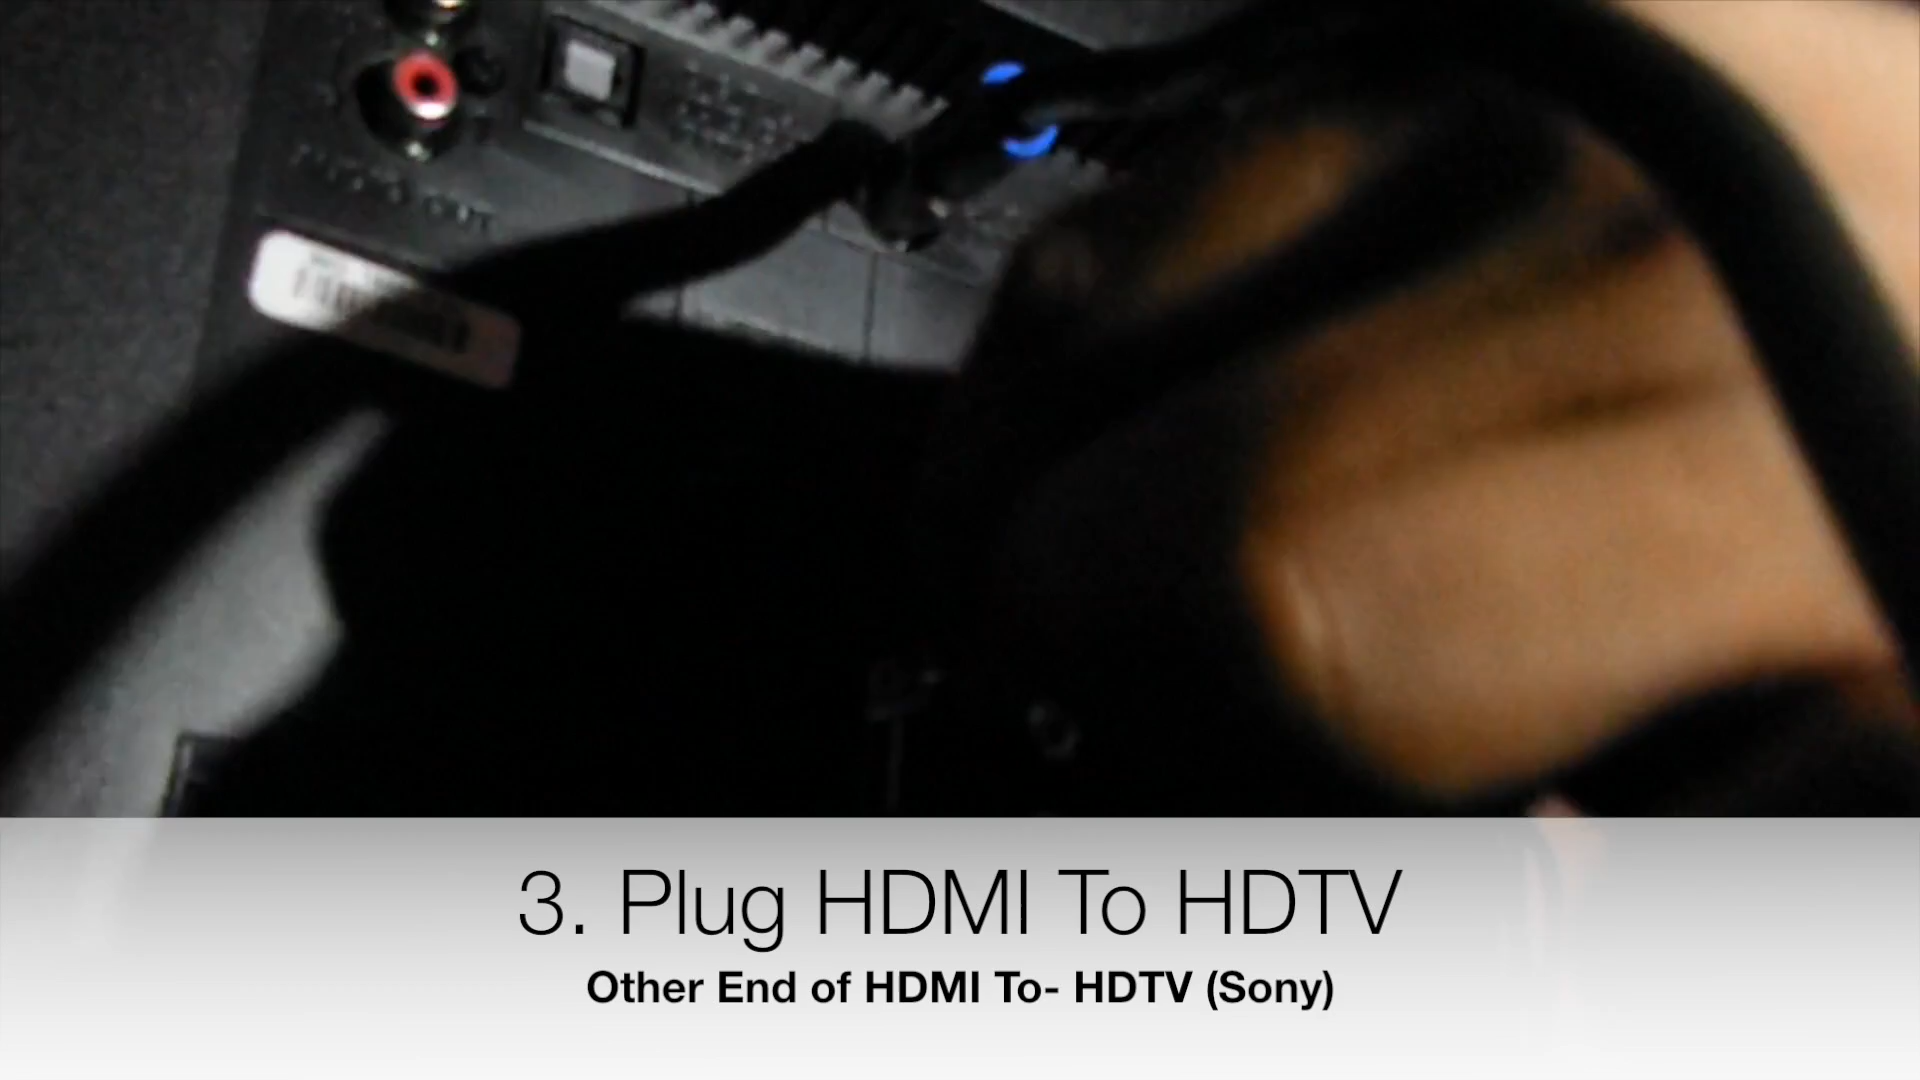 3. Plug HDMI To HDTV
Other End of HDMI To- HDTV (Sony)